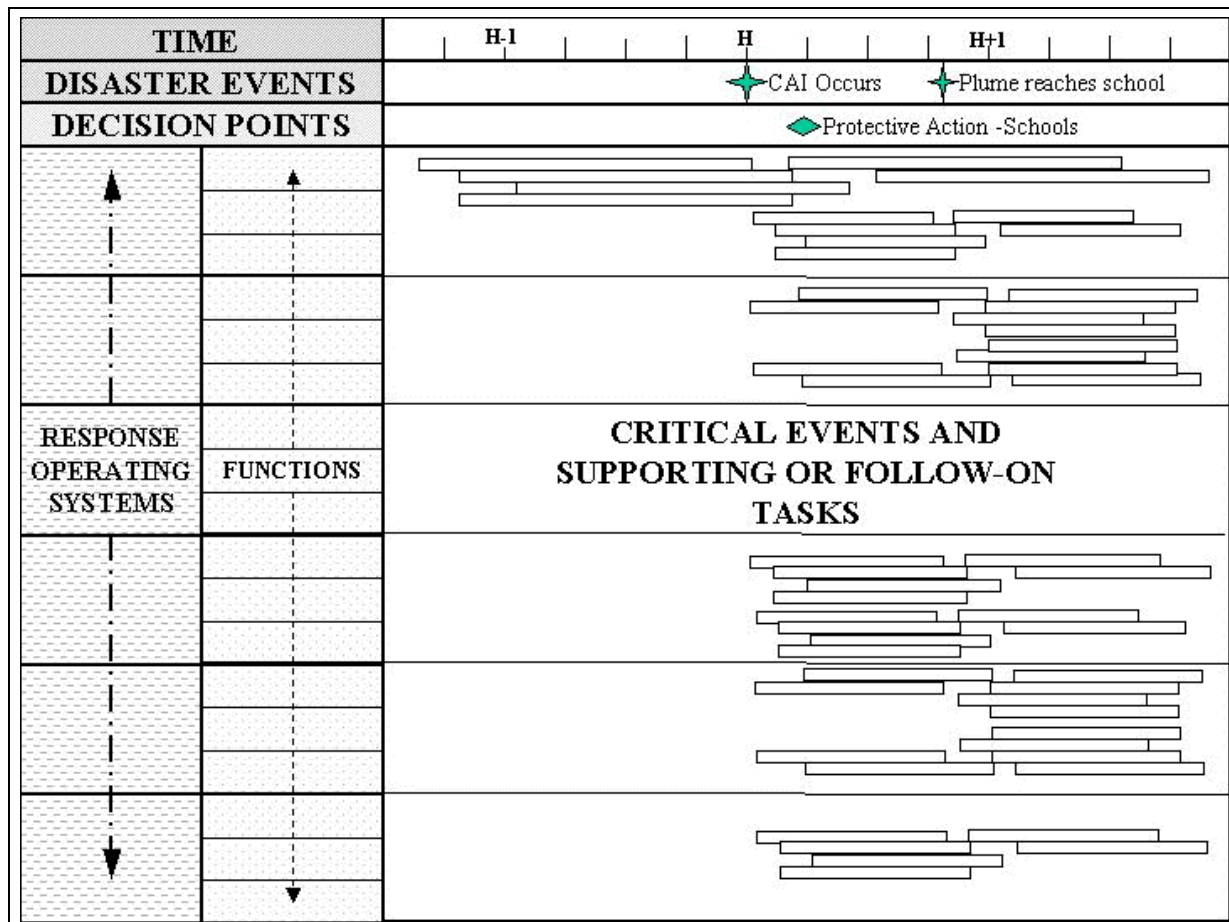 TIME
H-1
H
H+1
DISASTER EVENTS
CAI Occurs
Plume reaches school
DECISION POINTS
Protective Action -Schools
RESPONSE
OPERATING
SYSTEMS
FUNCTIONS
CRITICAL EVENTS AND
SUPPORTING OR FOLLOW-ON
TASKS